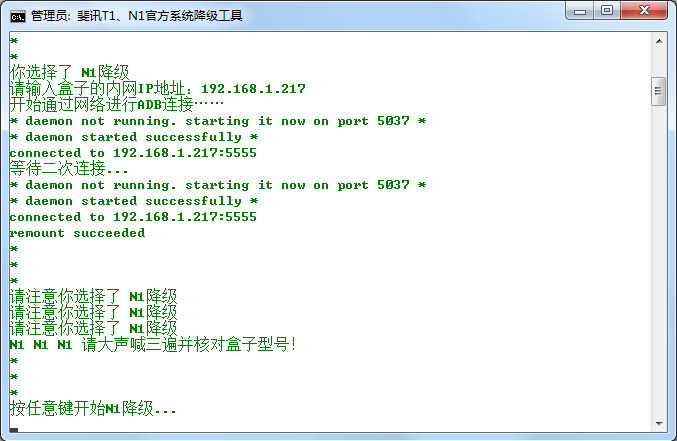 管理员: 斐讯T1、N1官方系统降级工具
*
*
你选择了 N1降级
请输入盒子的内网IP地址：192.168.1.217
开始通过网络进行ADB连接……
* daemon not running. starting it now on port 5037 *
* daemon started successfully *
connected to 192.168.1.217:5555
等待二次连接...
* daemon not running. starting it now on port 5037 *
* daemon started successfully *
connected to 192.168.1.217:5555
remount succeeded
*
*
*
请注意你选择了 N1降级
请注意你选择了 N1降级
请注意你选择了 N1降级
N1 N1 N1 请大声喊三遍并核对盒子型号!
*
*
*
按任意键开始N1降级...